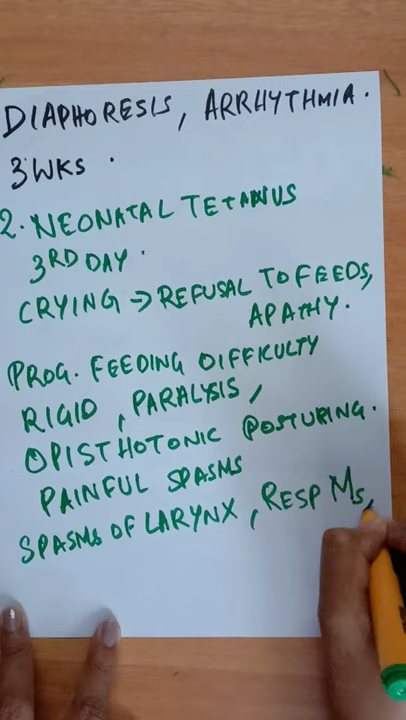 DIAPHORESIS, ARRHYTHMIA.
3WKS.
2. NEONATAL TETANUS
3RD DAY.
CRYING → REFUSAL TO FEEDS,
APATHY.
PROG. FEEDING DIFFICULTY
RIGID, PARALYSIS,
OPISTHOTONIC POSTURING.
PAINFUL SPASMS
SPASMS OF LARYNX, RESP Ms,